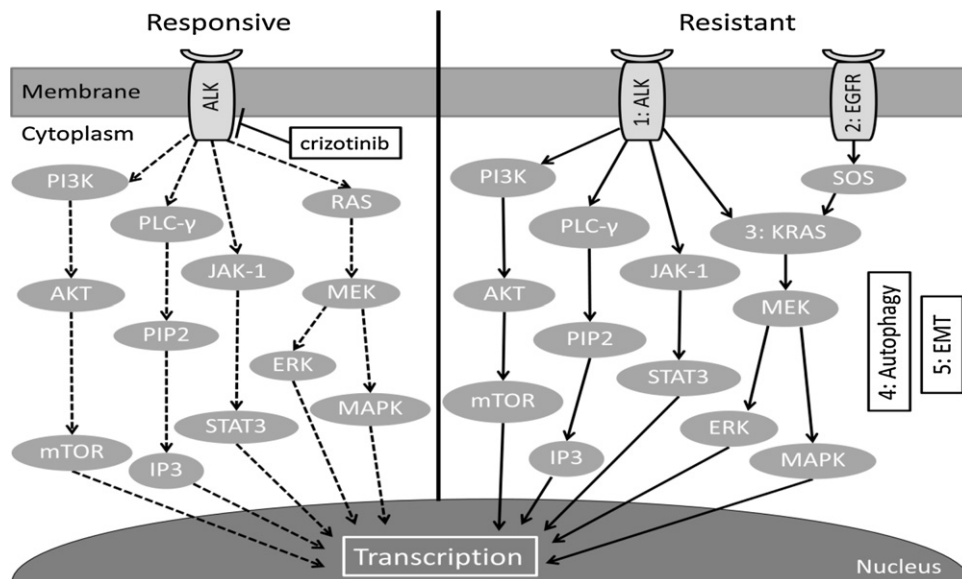 Responsive
Resistant
Membrane
ALK
1: ALK
2: EGFR
Cytoplasm
crizotinib
PI3K
PLC-γ
JAK-1
RAS
AKT
PIP2
MEK
ERK
STAT3
MAPK
mTOR
IP3
PI3K
PLC-γ
JAK-1
SOS
3: KRAS
AKT
PIP2
MEK
STAT3
mTOR
IP3
ERK
MAPK
4: Autophagy
5: EMT
Transcription
Nucleus